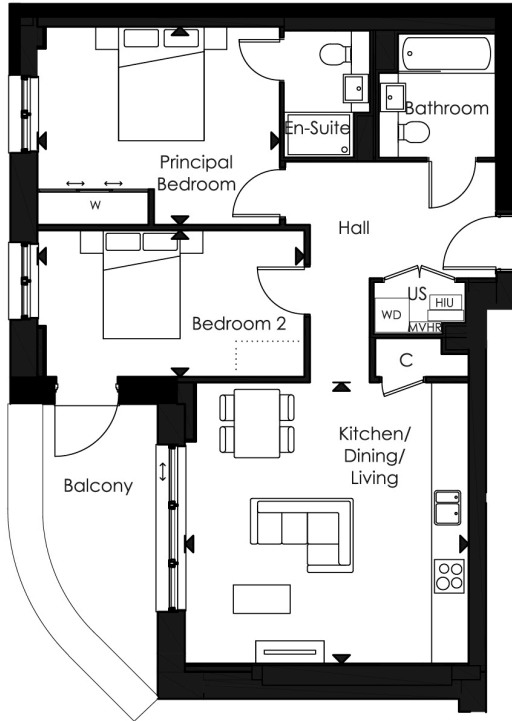 En-Suite
Bathroom
Principal
Bedroom
W
Hall
US
HIU
WD
MVHR
Bedroom 2
C
Kitchen/
Dining/
Living
Balcony